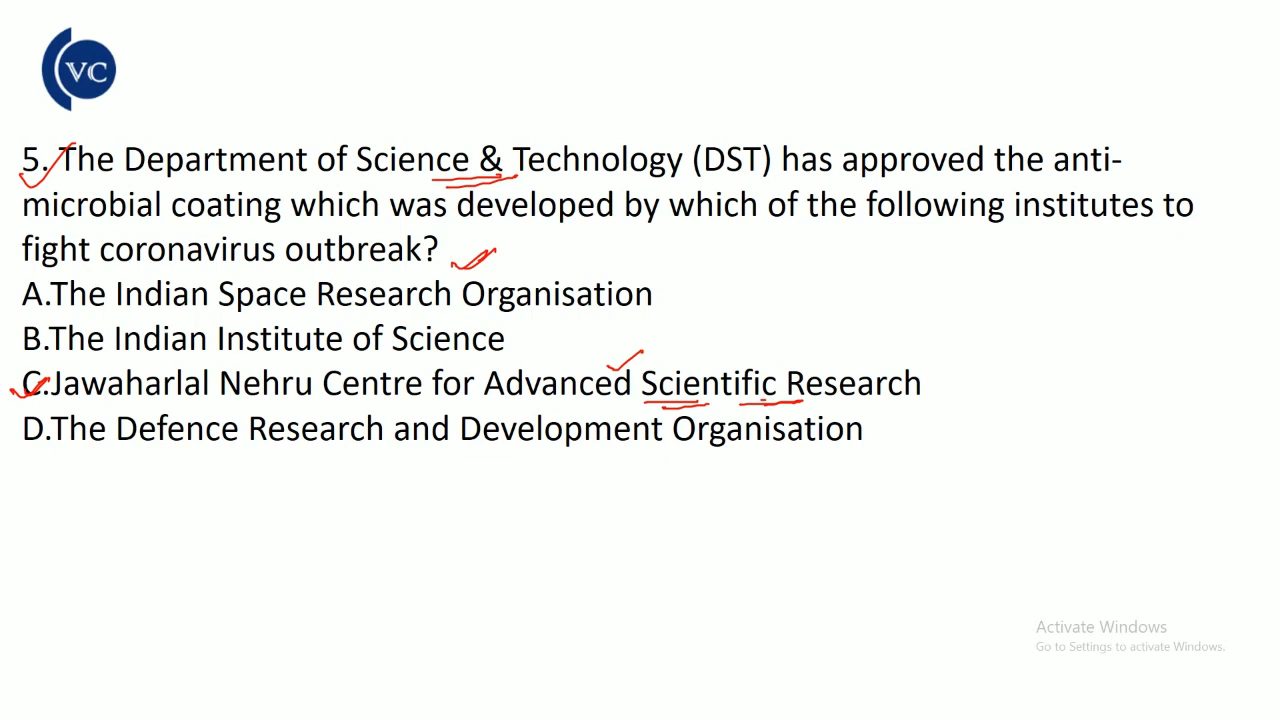 VC
5. The Department of Science & Technology (DST) has approved the anti-
microbial coating which was developed by which of the following institutes to
fight coronavirus outbreak?
A.The Indian Space Research Organisation
B.The Indian Institute of Science
C.Jawaharlal Nehru Centre for Advanced Scientific Research
D.The Defence Research and Development Organisation
Activate Windows
Go to Settings to activate Windows.